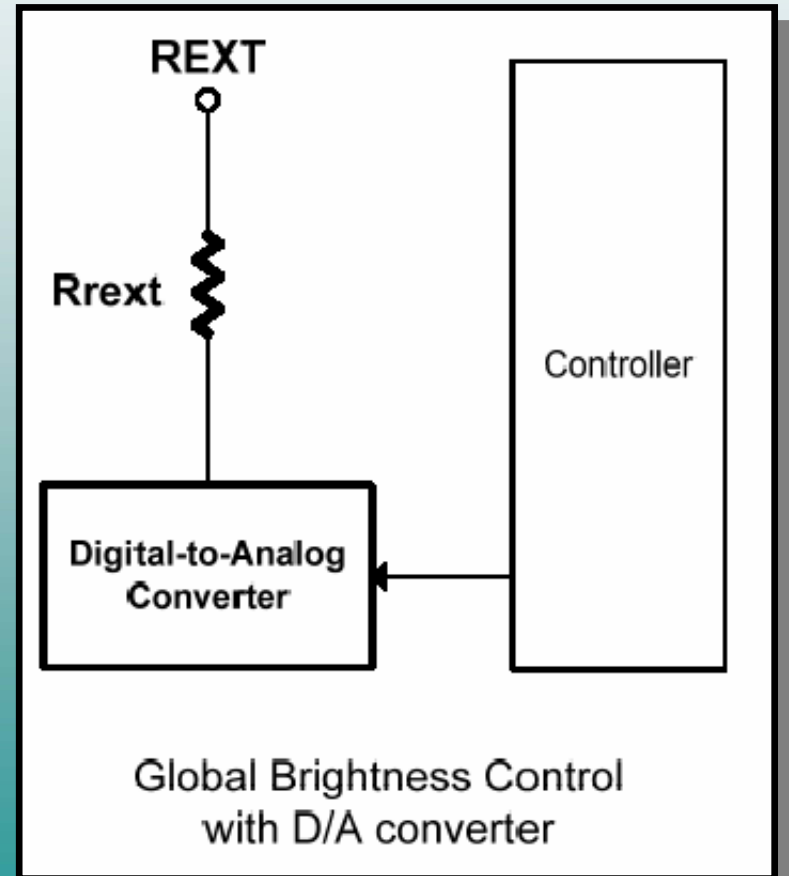 REXT
Rrext
Controller
Digital-to-Analog
Converter
Global Brightness Control
with D/A converter